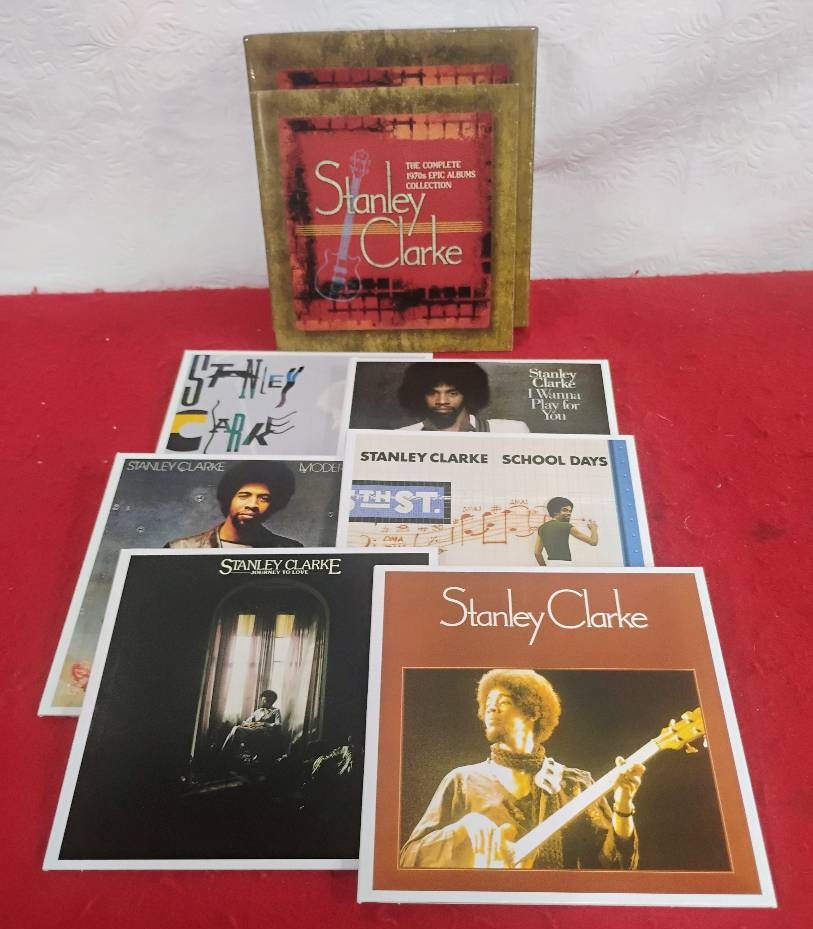 THE COMPLETE
1970s EPIC ALBUMS
COLLECTION
Stanley
Clarke
STANLEY
CLARKE
Stanley
Clarke
I Wanna
Play for
You
STANLEY CLARKE MODER
STANLEY CLARKE SCHOOL DAYS
5TH ST.
STANLEY CLARKE
JOURNEY TO LOVE
Stanley Clarke